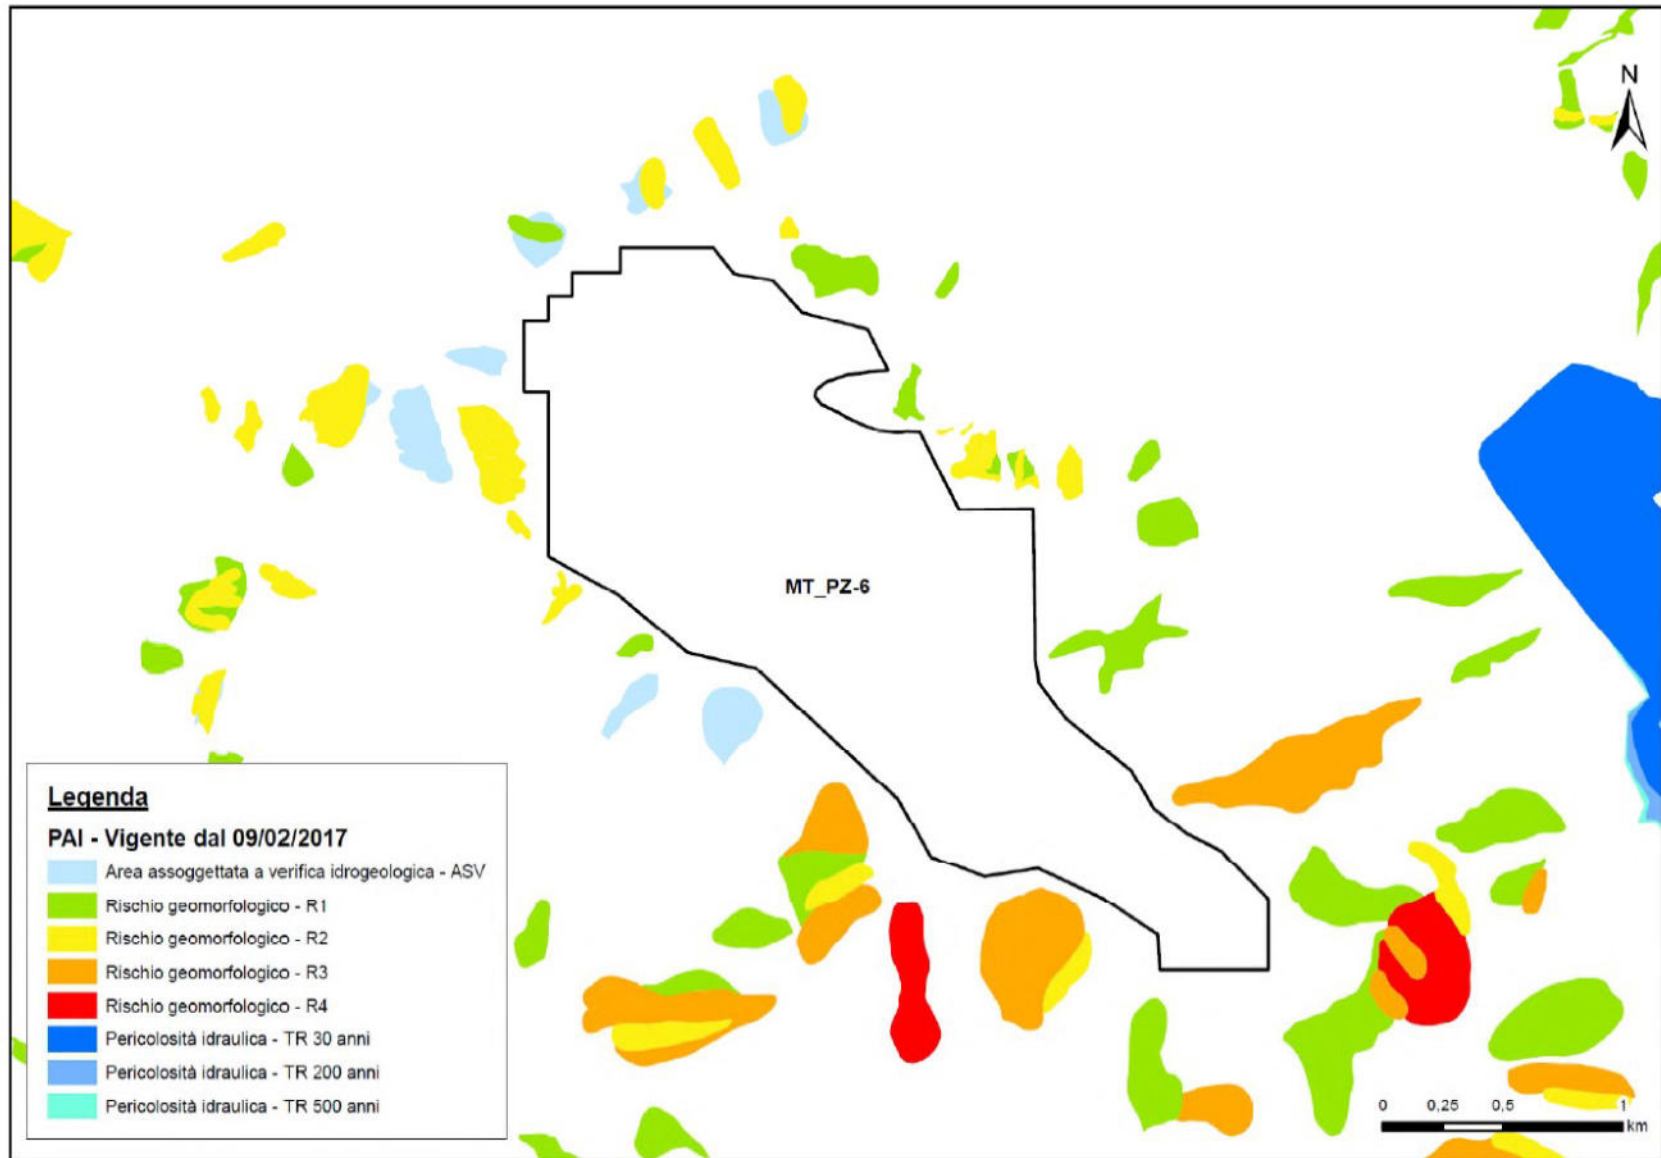 N
MT_PZ-6
Legenda
PAI - Vigente dal 09/02/2017
Area assoggettata a verifica idrogeologica - ASV
Rischio geomorfologico - R1
Rischio geomorfologico - R2
Rischio geomorfologico - R3
Rischio geomorfologico - R4
Pericolosità idraulica - TR 30 anni
Pericolosità idraulica - TR 200 anni
Pericolosità idraulica - TR 500 anni
0 0,25 0,5 1
km